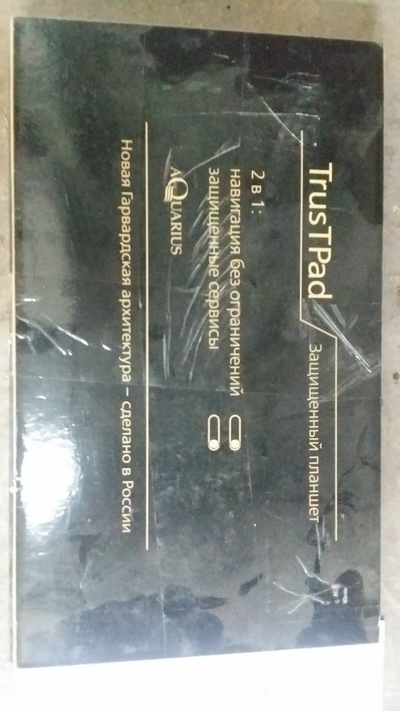 TrusTPad
Защищенный планшет
2 в 1:
навигация без ограничений
защищенные сервисы
AQUARIUS
Новая Гарвардская архитектура – сделано в России